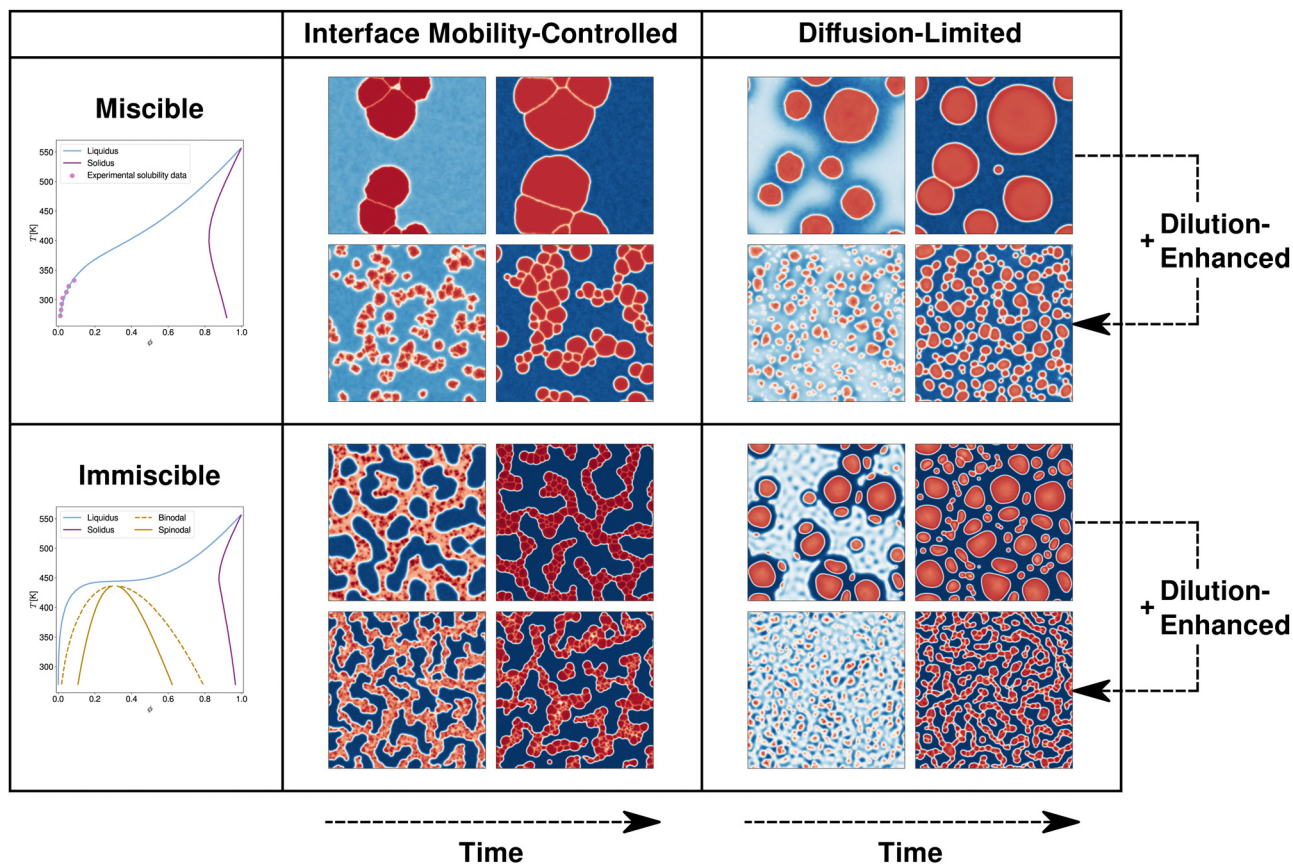 Interface Mobility-Controlled
Diffusion-Limited
Miscible
Liquidus
Solidus
Experimental solubility data
550
500
450
400
350
300
T[K]
0.0 0.2 0.4 0.6 0.8 1.0
ϕ
+ Dilution-
Enhanced
Immiscible
Liquidus
Solidus
Binodal
Spinodal
550
500
450
400
350
300
T[K]
0.0 0.2 0.4 0.6 0.8 1.0
ϕ
+ Dilution-
Enhanced
Time
Time